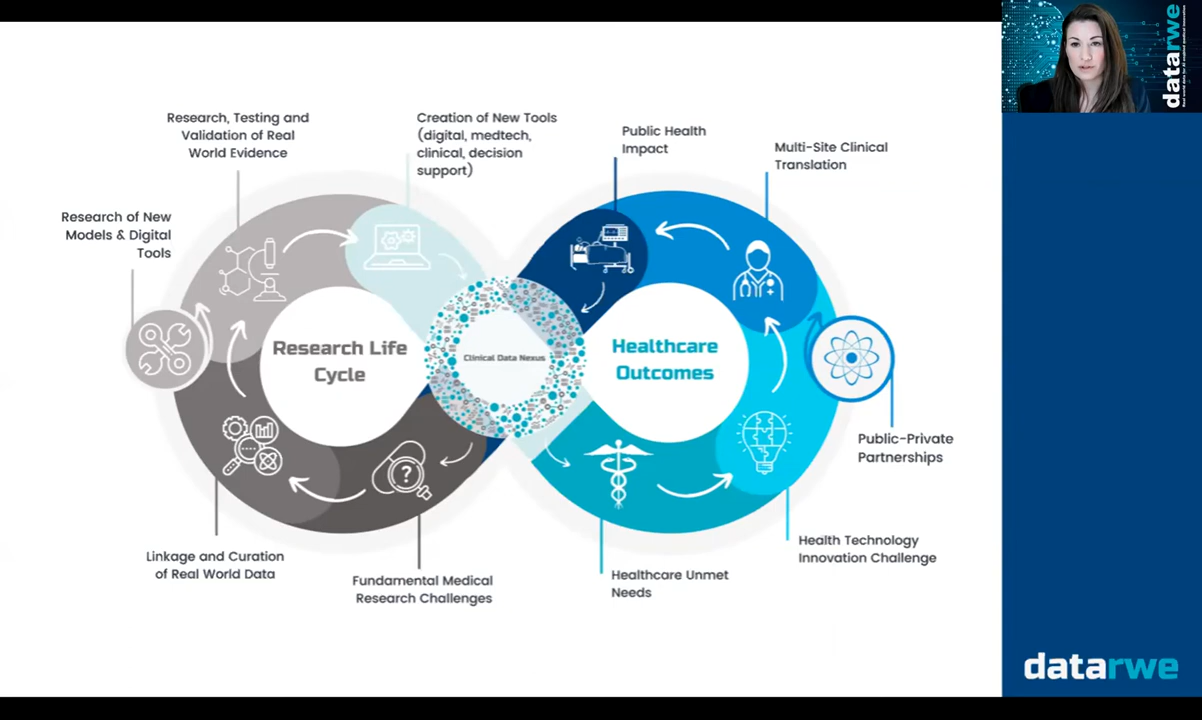 Research, Testing and
Validation of Real
World Evidence
Creation of New Tools
(digital, medtech,
clinical, decision
support)
Public Health
Impact
Multi-Site Clinical
Translation
Research of New
Models & Digital
Tools
Research Life
Cycle
Clinical Data Nexus
Healthcare
Outcomes
Public-Private
Partnerships
Linkage and Curation
of Real World Data
Fundamental Medical
Research Challenges
Healthcare Unmet
Needs
Health Technology
Innovation Challenge
?
datarwe
datarwe